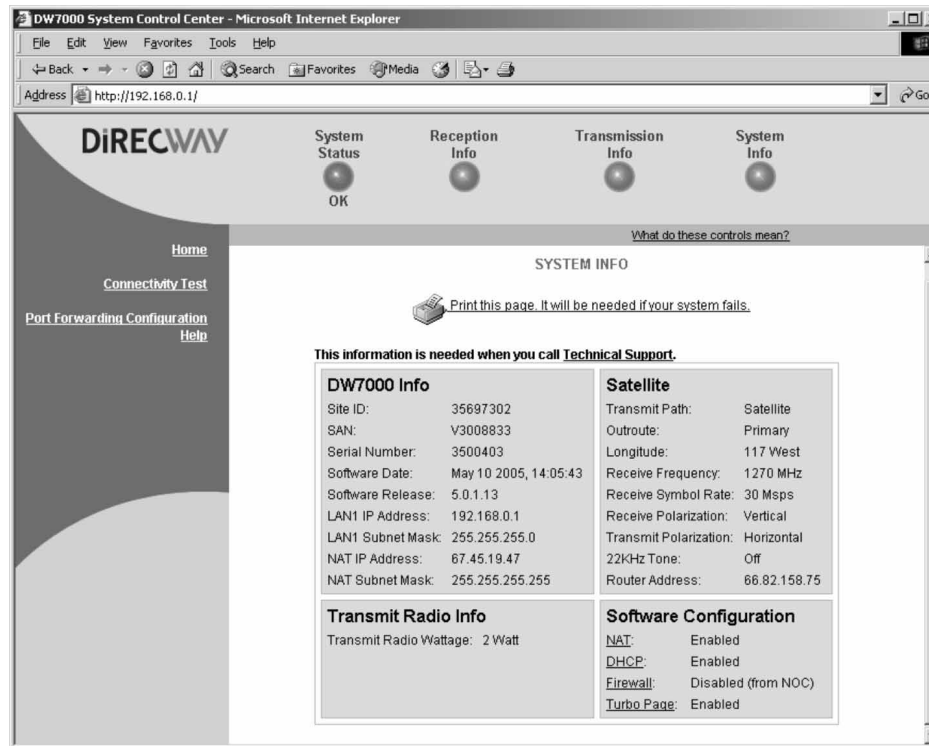 DW7000 System Control Center - Microsoft Internet Explorer
File Edit View Favorites Tools Help
Back Search Favorites Media
Address http://192.168.0.1/ Go
DIRECWAY
System Status OK
Reception Info
Transmission Info
System Info
What do these controls mean?
Home
Connectivity Test
Port Forwarding Configuration
Help
SYSTEM INFO
Print this page. It will be needed if your system fails.
This information is needed when you call Technical Support.
DW7000 Info
Site ID: 35697302
SAN: V3008833
Serial Number: 3500403
Software Date: May 10 2005, 14:05:43
Software Release: 5.0.1.13
LAN1 IP Address: 192.168.0.1
LAN1 Subnet Mask: 255.255.255.0
NAT IP Address: 67.45.19.47
NAT Subnet Mask: 255.255.255.255
Satellite
Transmit Path: Satellite
Outroute: Primary
Longitude: 117 West
Receive Frequency: 1270 MHz
Receive Symbol Rate: 30 Msps
Receive Polarization: Vertical
Transmit Polarization: Horizontal
22KHz Tone: Off
Router Address: 66.82.158.75
Transmit Radio Info
Transmit Radio Wattage: 2 Watt
Software Configuration
NAT: Enabled
DHCP: Enabled
Firewall: Disabled (from NOC)
Turbo Page: Enabled